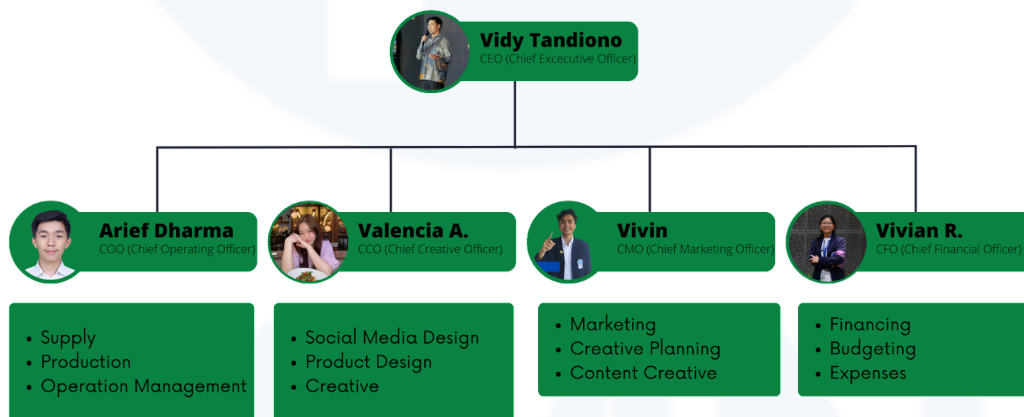 Vidy Tandiono
CEO (Chief Excecutive Officer)
Arief Dharma
COO (Chief Operating Officer)
Valencia A.
CCO (Chief Creative Officer)
Vivin
CMO (Chief Marketing Officer)
Vivian R.
CFO (Chief Financial Officer)
• Supply
• Production
• Operation Management
• Social Media Design
• Product Design
• Creative
• Marketing
• Creative Planning
• Content Creative
• Financing
• Budgeting
• Expenses